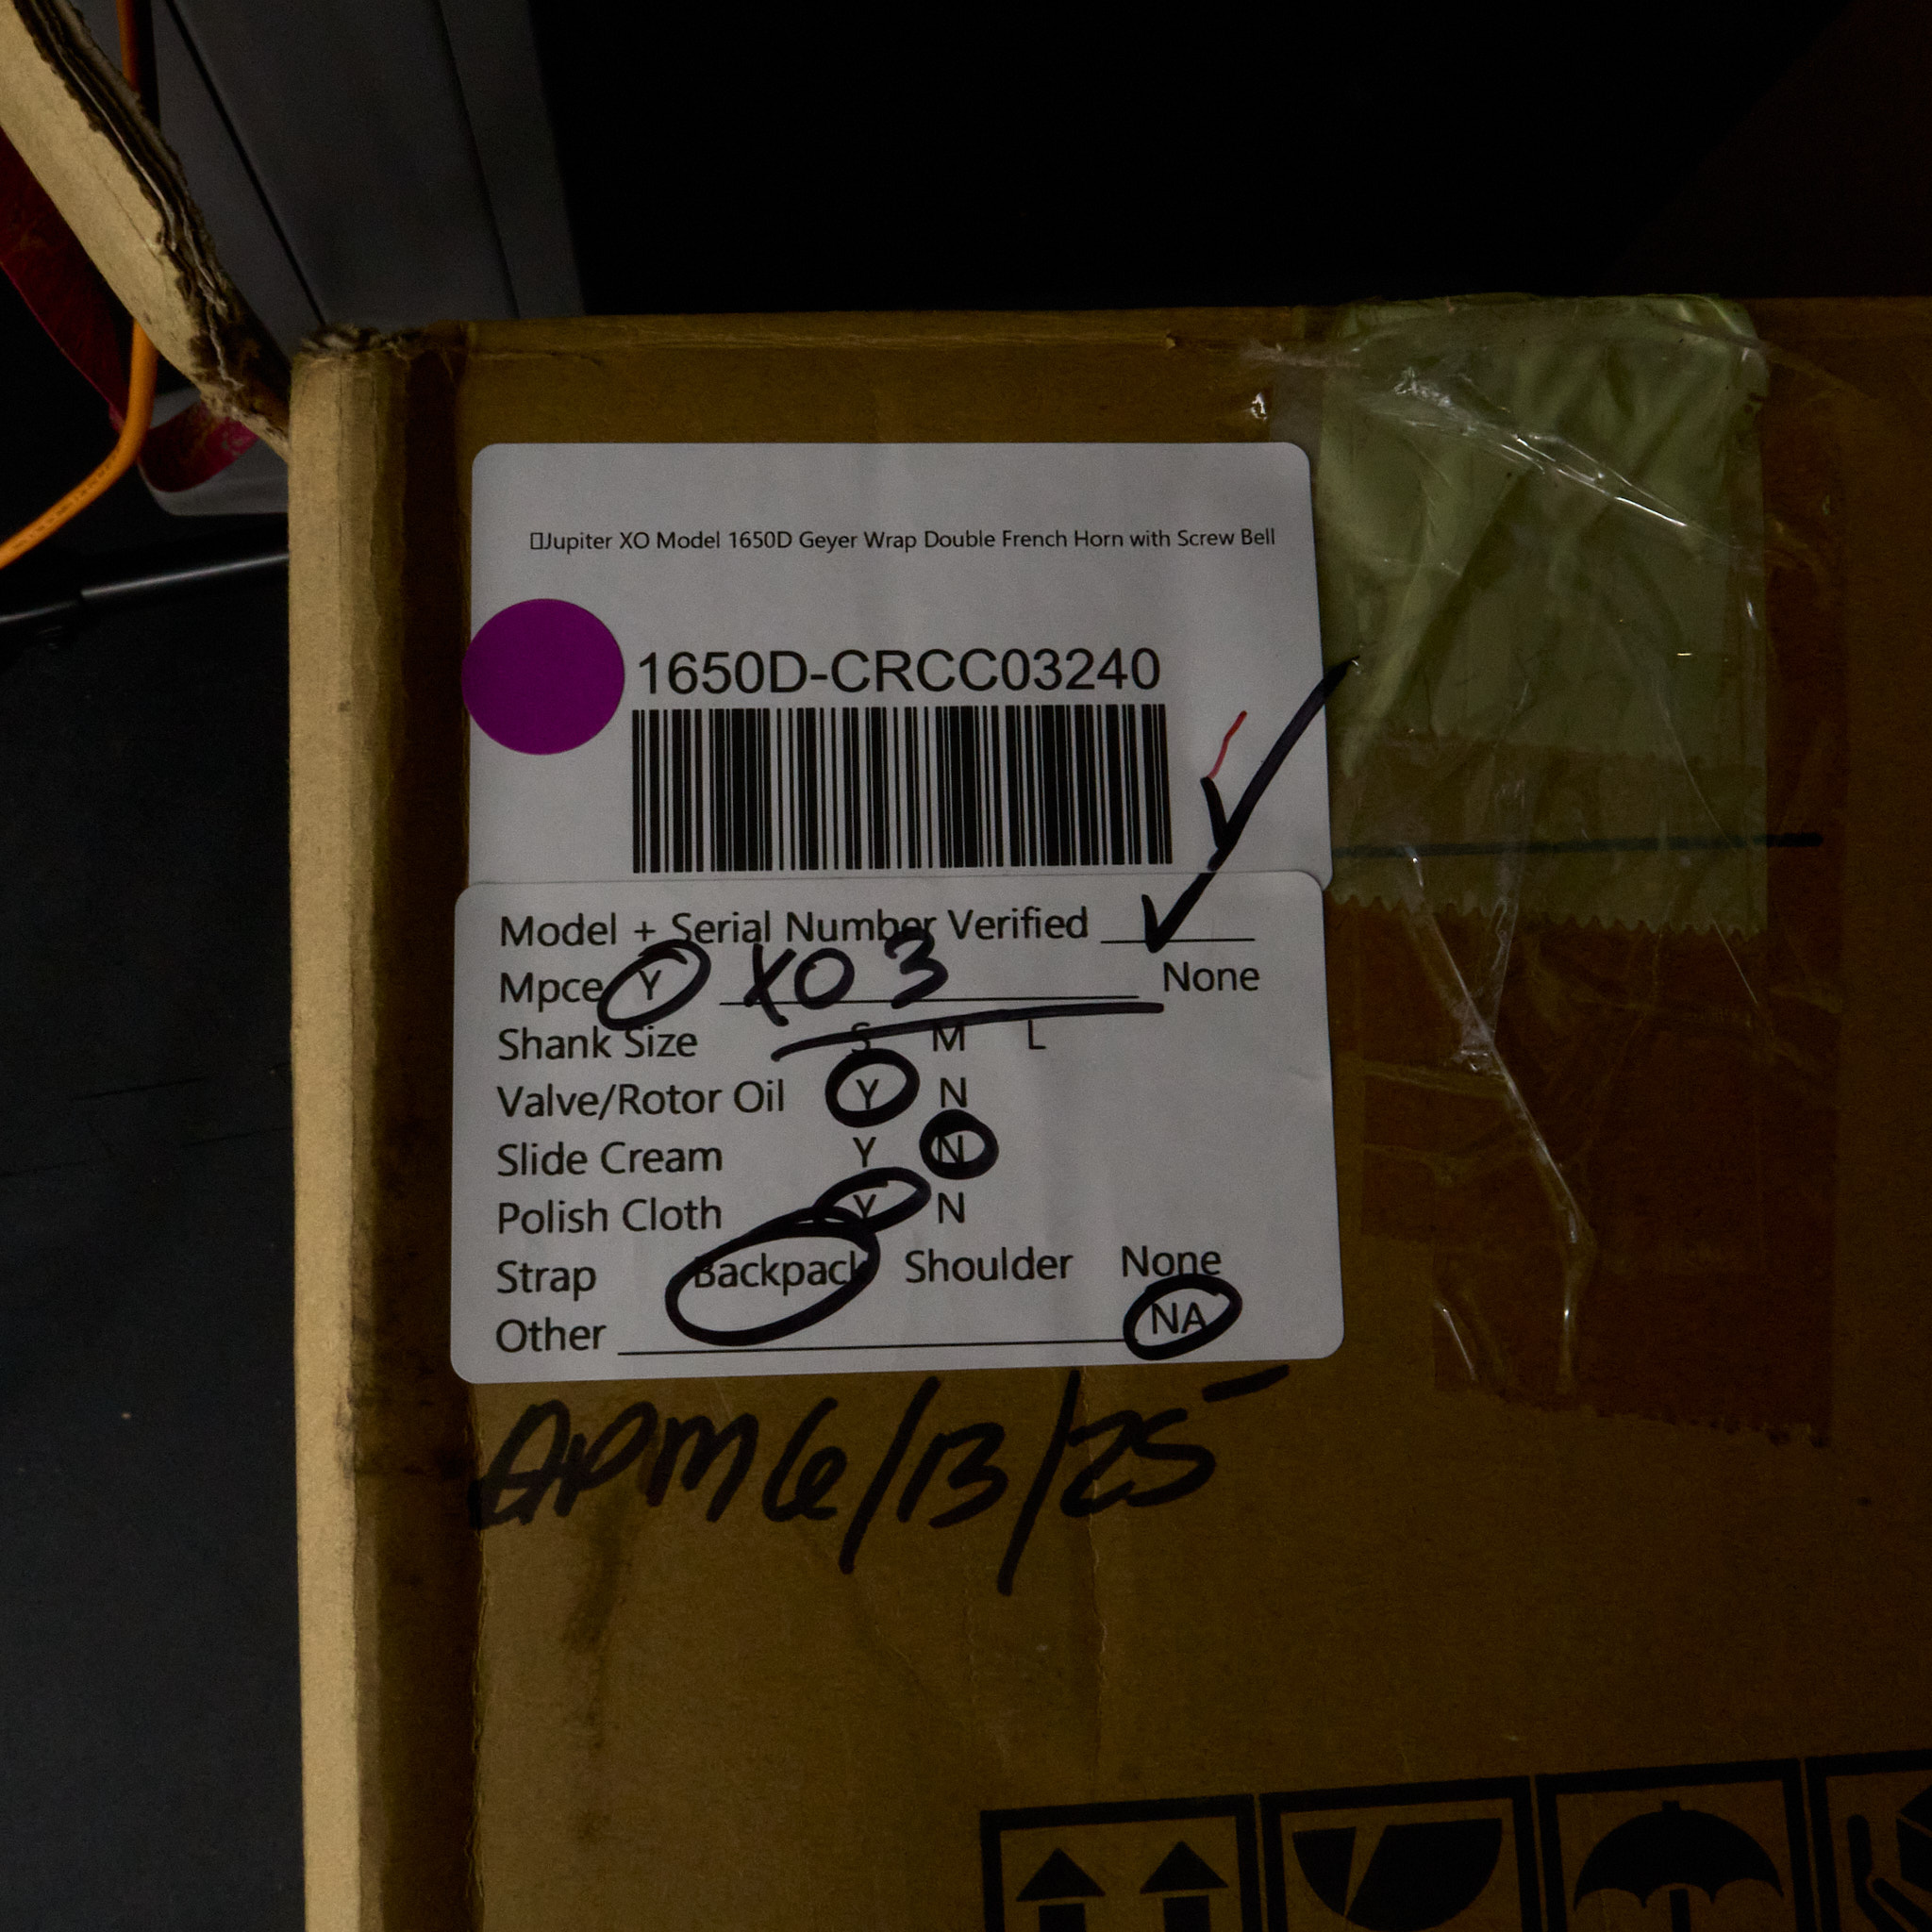 Jupiter XO Model 1650D Geyer Wrap Double French Horn with Screw Bell
1650D-CRCC03240
Model + Serial Number Verified ✓
Mpce Y XO 3 None
Shank Size S M L
Valve/Rotor Oil Y N
Slide Cream Y N
Polish Cloth Y N
Strap Backpack Shoulder None
Other NA
APM 6/13/25